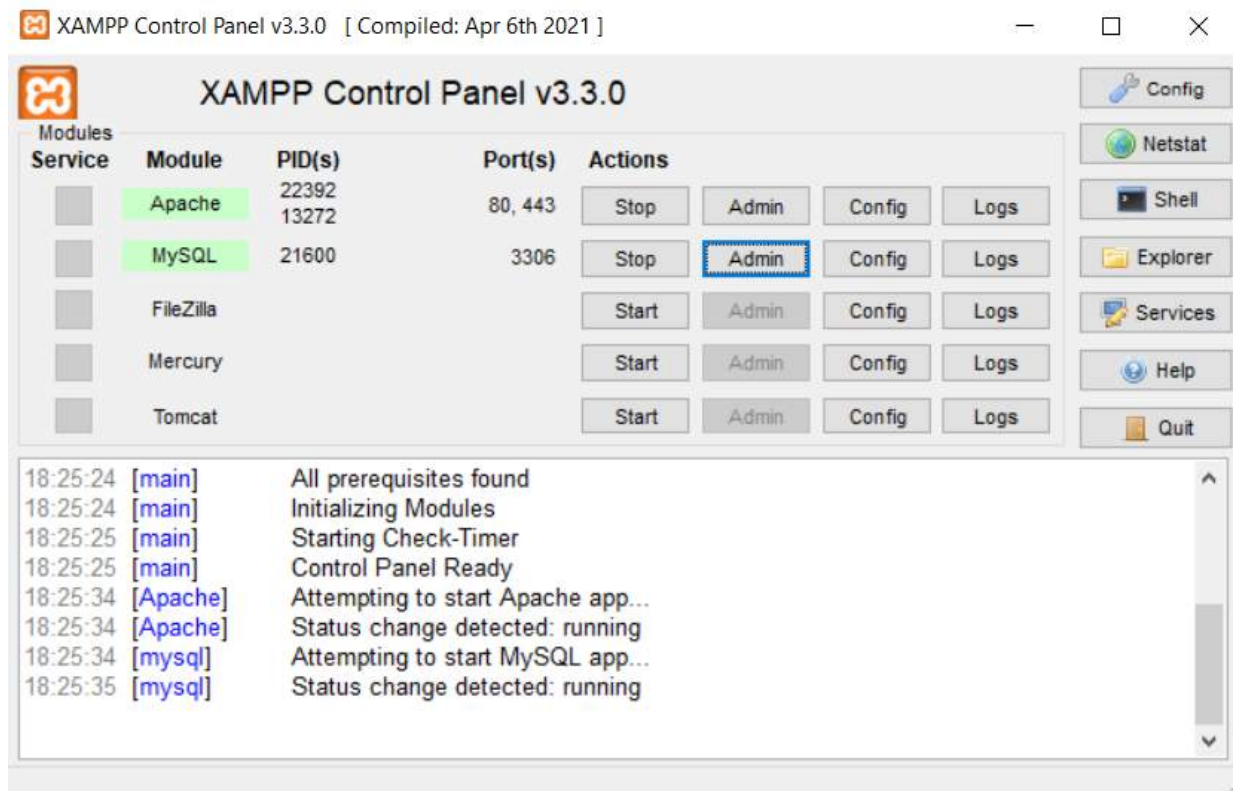 XAMPP Control Panel v3.3.0 [ Compiled: Apr 6th 2021 ]
XAMPP Control Panel v3.3.0
Config
Modules
Service Module PID(s) Port(s) Actions
Netstat
Apache 22392 13272 80, 443 Stop Admin Config Logs
Shell
MySQL 21600 3306 Stop Admin Config Logs
Explorer
FileZilla Start Admin Config Logs
Services
Mercury Start Admin Config Logs
Help
Tomcat Start Admin Config Logs
Quit
18:25:24 [main] All prerequisites found
18:25:24 [main] Initializing Modules
18:25:25 [main] Starting Check-Timer
18:25:25 [main] Control Panel Ready
18:25:34 [Apache] Attempting to start Apache app...
18:25:34 [Apache] Status change detected: running
18:25:34 [mysql] Attempting to start MySQL app...
18:25:35 [mysql] Status change detected: running